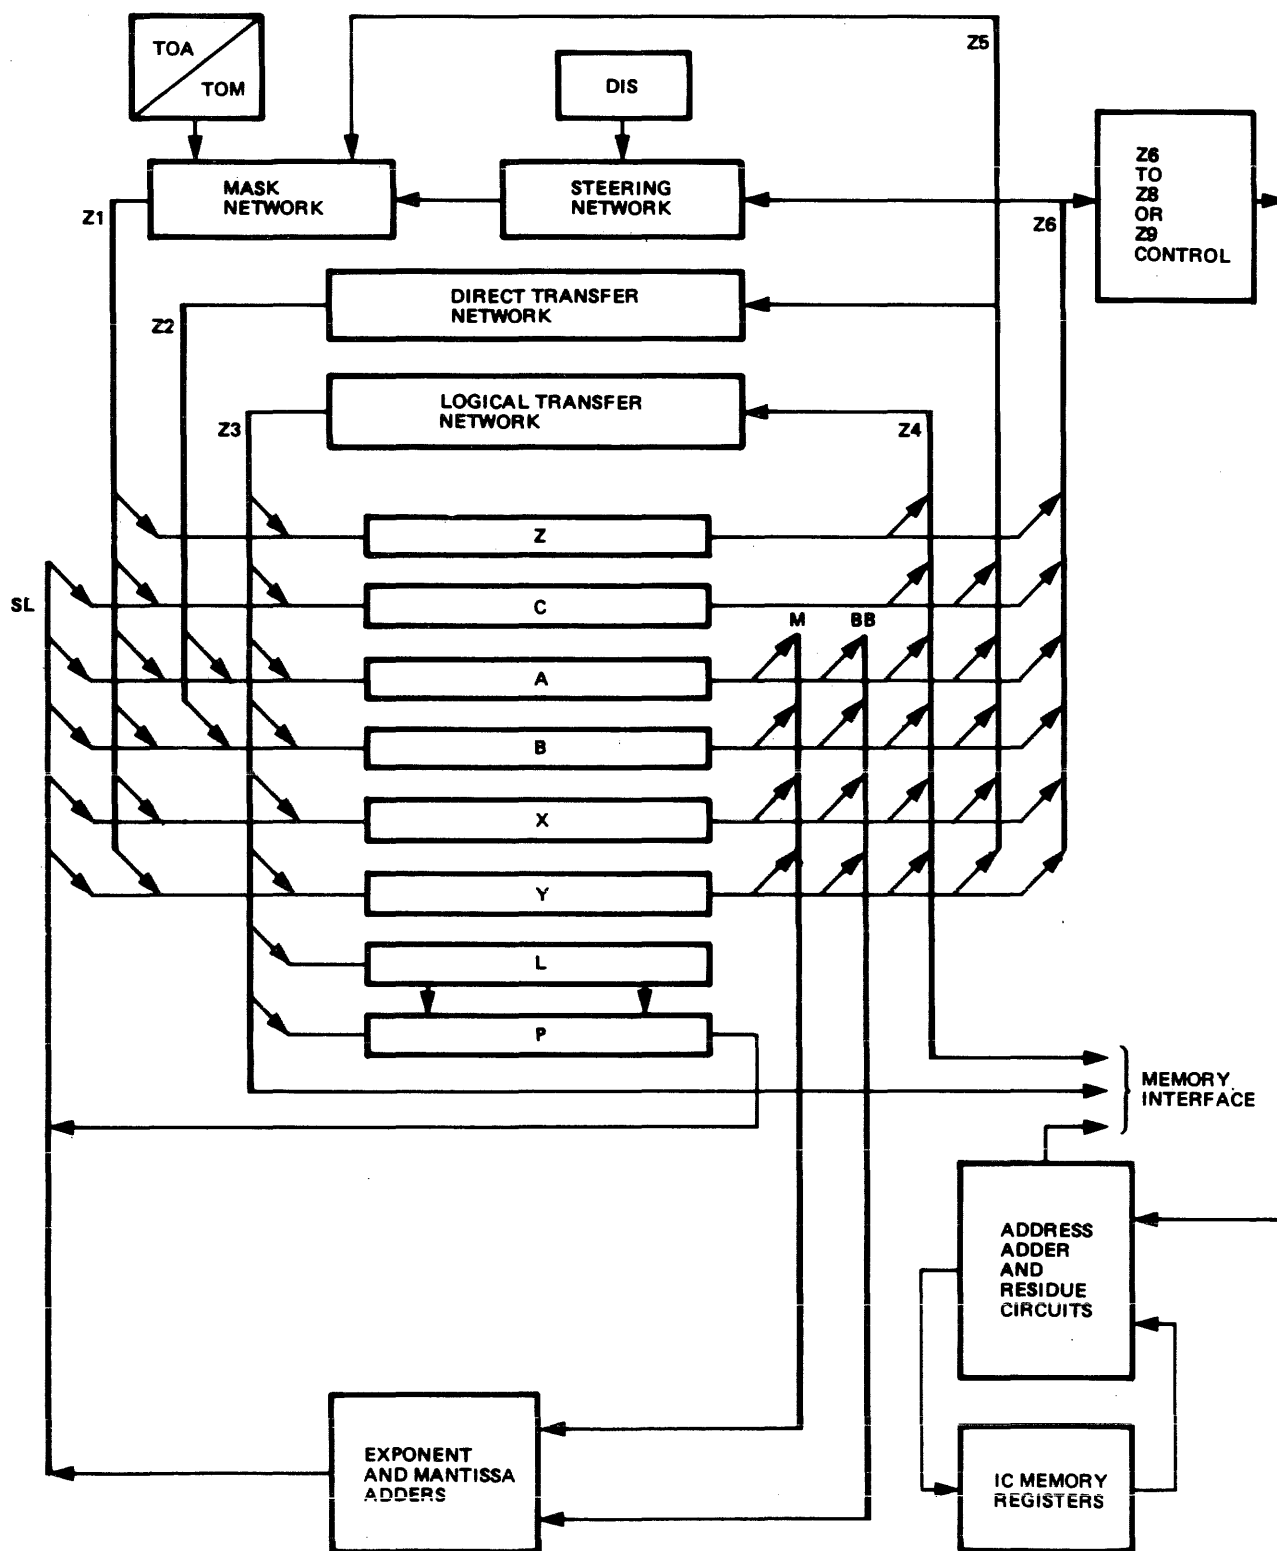 TOA
TOM
DIS
Z5
MASK
NETWORK
STEERING
NETWORK
Z6
TO
Z8
OR
Z9
CONTROL
Z1
Z6
DIRECT TRANSFER
NETWORK
Z2
LOGICAL TRANSFER
NETWORK
Z3
Z4
Z
SL
C
M
BB
A
B
X
Y
L
P
MEMORY
INTERFACE
ADDRESS
ADDER
AND
RESIDUE
CIRCUITS
EXPONENT
AND MANTISSA
ADDERS
IC MEMORY
REGISTERS